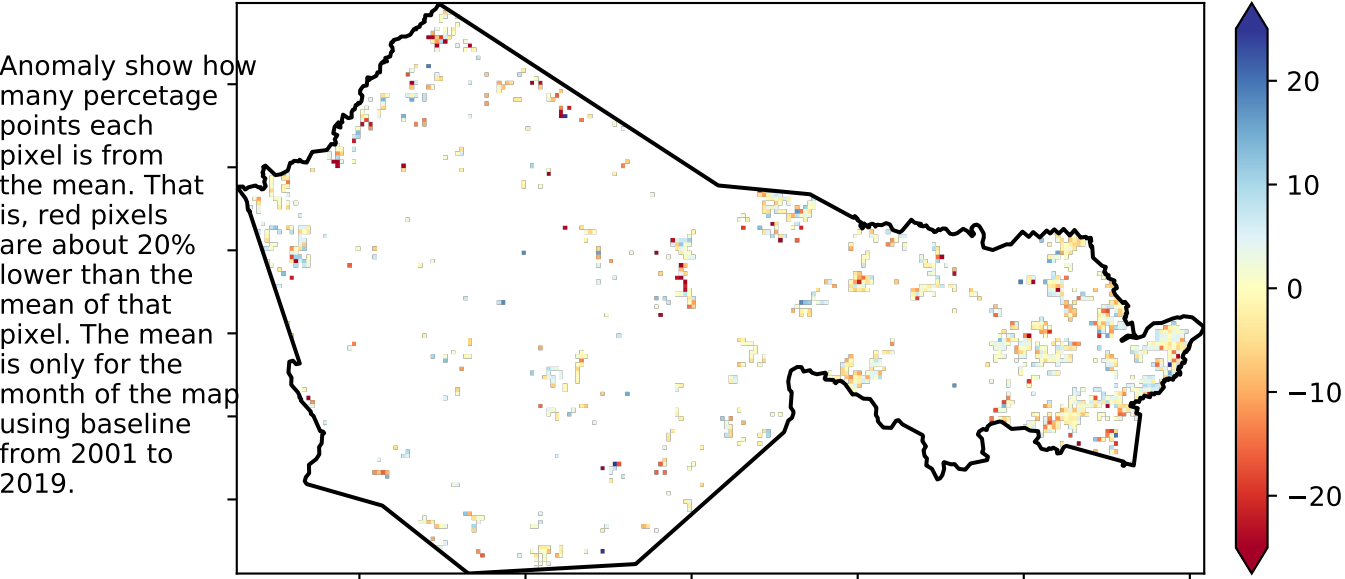 Anomaly show how
many percetage
points each
pixel is from
the mean. That
is, red pixels
are about 20%
lower than the
mean of that
pixel. The mean
is only for the
month of the map
using baseline
from 2001 to
2019.
20
10
0
−10
−20